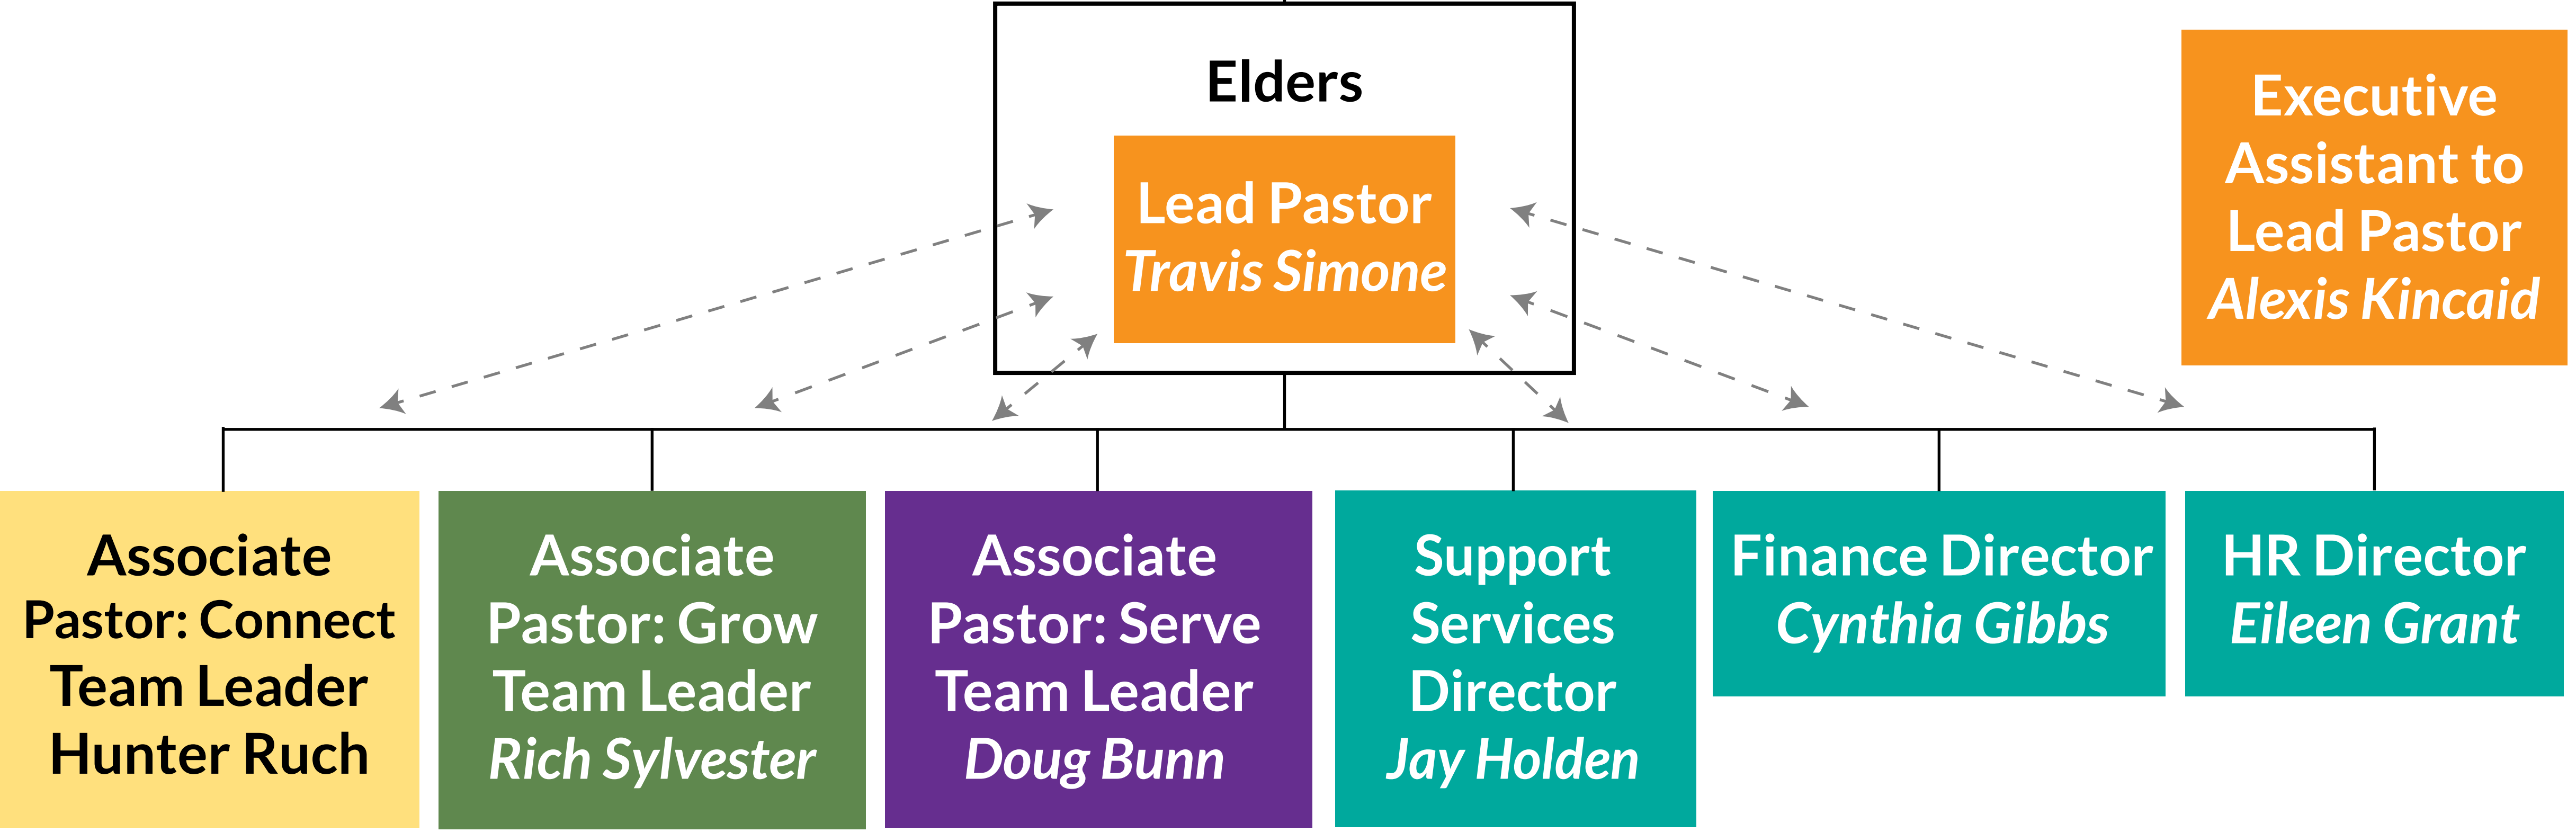 Elders
Lead Pastor
Travis Simone
Executive
Assistant to
Lead Pastor
Alexis Kincaid
Associate
Pastor: Connect
Team Leader
Hunter Ruch
Associate
Pastor: Grow
Team Leader
Rich Sylvester
Associate
Pastor: Serve
Team Leader
Doug Bunn
Support
Services
Director
Jay Holden
Finance Director
Cynthia Gibbs
HR Director
Eileen Grant